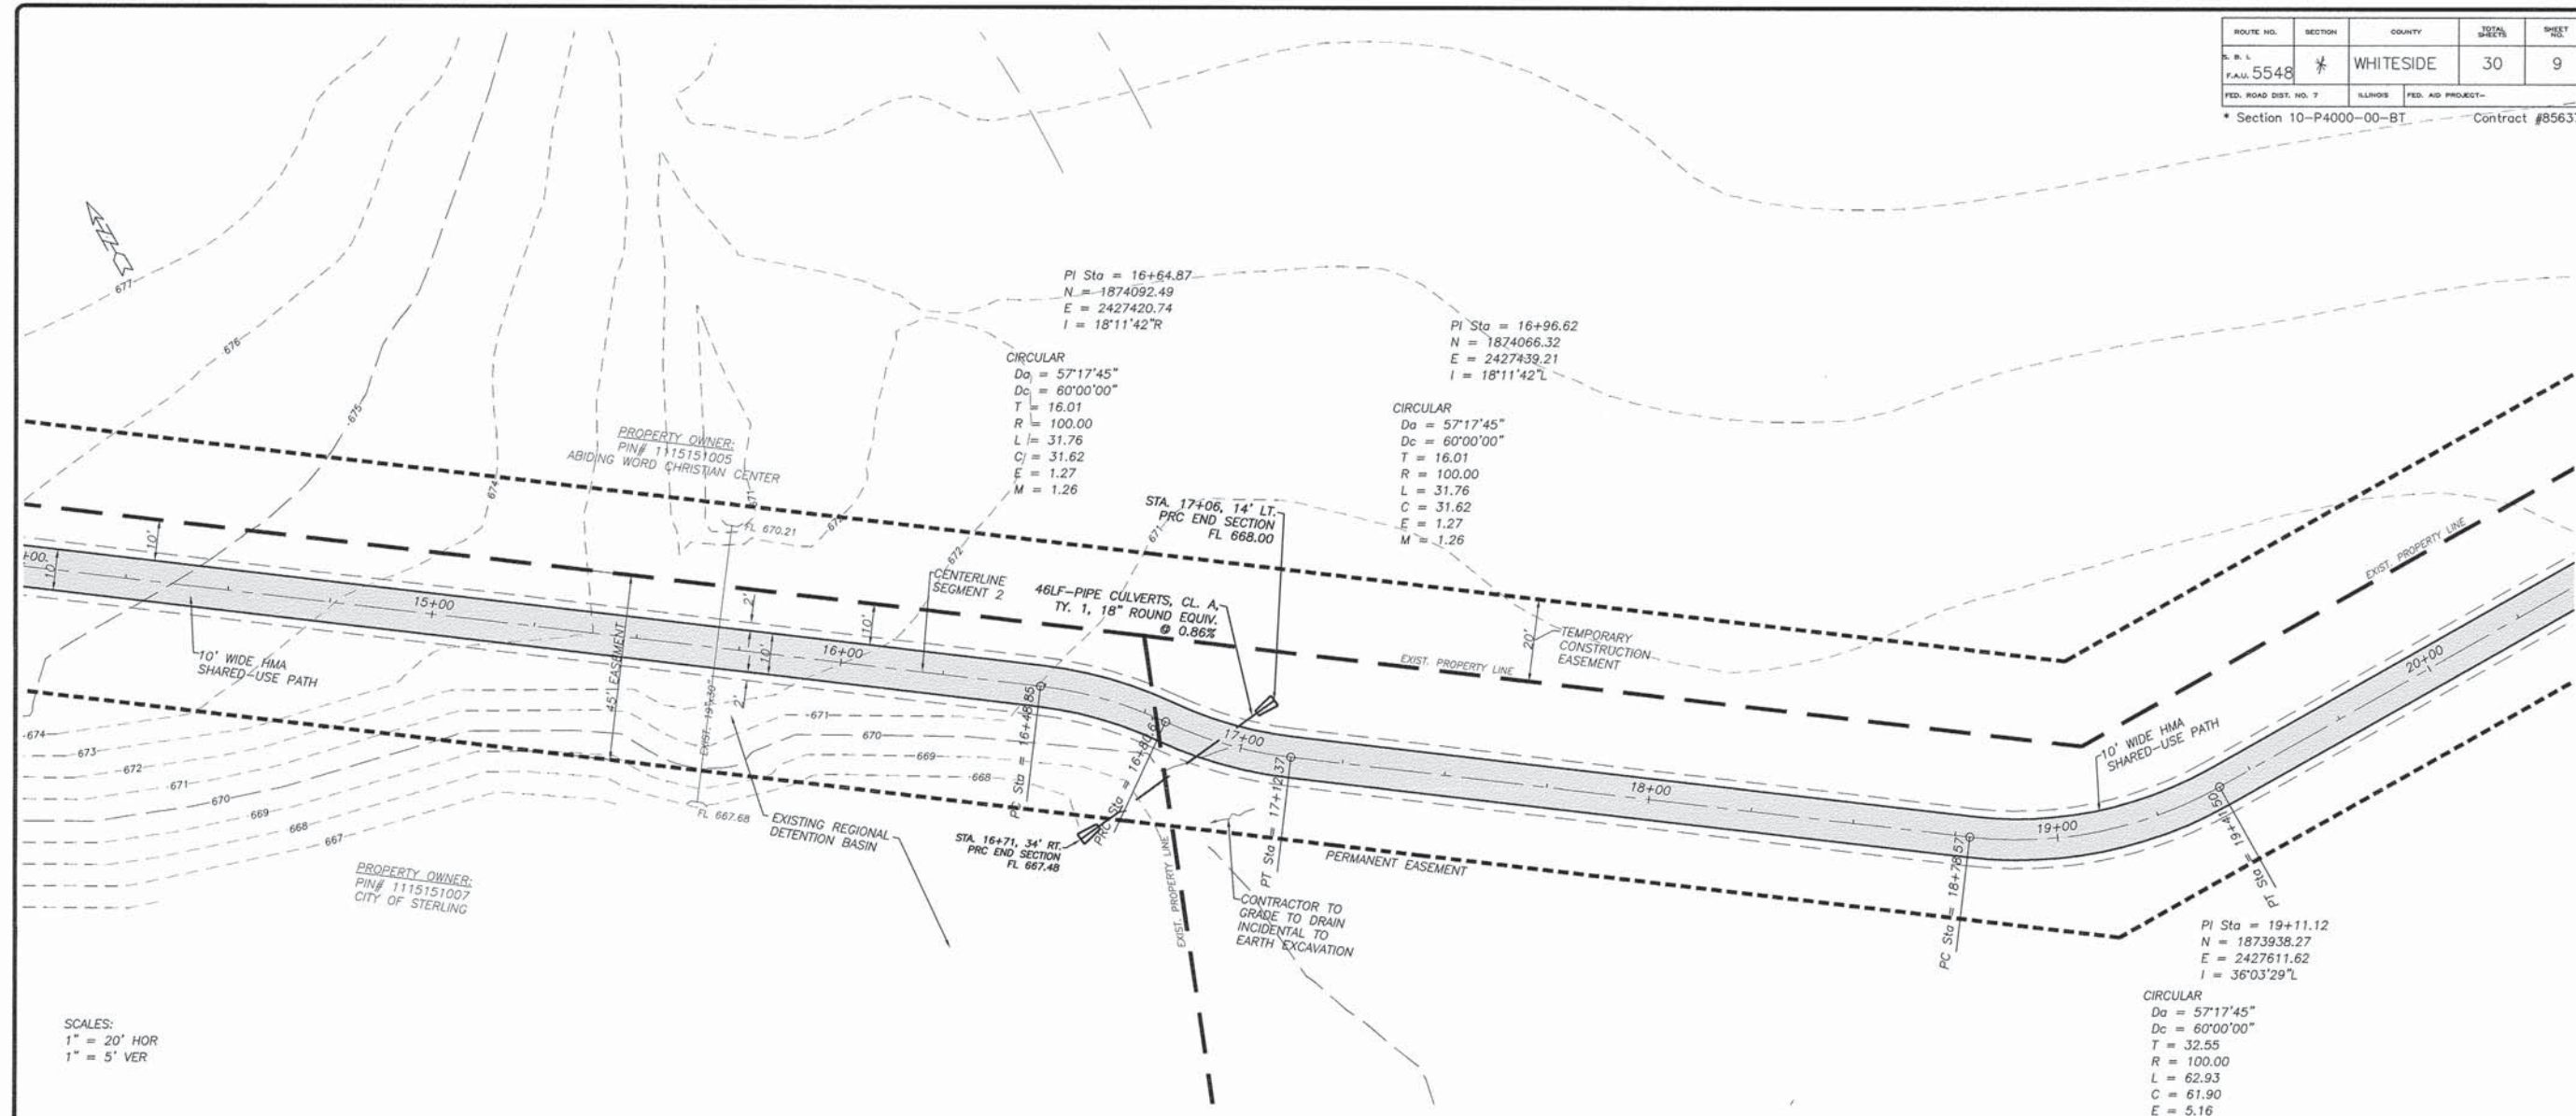 ROUTE NO.
SECTION
COUNTY
TOTAL SHEETS
SHEET NO.
F.A.U. 5548
*
WHITESIDE
30
9
FED. ROAD DIST. NO. 7
ILLINOIS
FED. AID PROJECT-
* Section 10-P4000-00-BT
Contract #8563
677
676
675
674
PI Sta = 16+64.87
N = 1874092.49
E = 2427420.74
I = 18°11'42"R
CIRCULAR
Da = 57°17'45"
Dc = 60°00'00"
T = 16.01
R = 100.00
L = 31.76
C = 31.62
E = 1.27
M = 1.26
PI Sta = 16+96.62
N = 1874066.32
E = 2427439.21
I = 18°11'42"L
CIRCULAR
Da = 57°17'45"
Dc = 60°00'00"
T = 16.01
R = 100.00
L = 31.76
C = 31.62
E = 1.27
M = 1.26
PROPERTY OWNER:
PIN# 1115151005
ABIDING WORD CHRISTIAN CENTER
671
FL 670.21
672
672
671
STA. 17+06, 14' LT.
PRC END SECTION
FL 668.00
46LF-PIPE CULVERTS, CL. A,
TY. 1, 18" ROUND EQUIV.
@ 0.86%
CENTERLINE
SEGMENT 2
+00
10'
10'
15+00
10' WIDE HMA
SHARED-USE PATH
45' EASEMENT
2'
10'
2'
10'
16+00
EXIST. PROPERTY LINE
20'
TEMPORARY
CONSTRUCTION
EASEMENT
EXIST. PROPERTY LINE
17+00
18+00
19+00
20+00
10' WIDE HMA
SHARED-USE PATH
674
673
672
671
670
669
668
667
671
670
669
668
FL 667.68
EXISTING REGIONAL
DETENTION BASIN
PC Sta = 16+48.85
STA. 16+71, 34' RT.
PRC END SECTION
FL 667.48
EXIST. PROPERTY LINE
PT Sta = 17+12.37
PERMANENT EASEMENT
CONTRACTOR TO
GRADE TO DRAIN
INCIDENTAL TO
EARTH EXCAVATION
PC Sta = 18+78.57
PT Sta = 19+41.50
PROPERTY OWNER:
PIN# 1115151007
CITY OF STERLING
PI Sta = 19+11.12
N = 1873938.27
E = 2427611.62
I = 36°03'29"L
CIRCULAR
Da = 57°17'45"
Dc = 60°00'00"
T = 32.55
R = 100.00
L = 62.93
C = 61.90
E = 5.16
SCALES:
1" = 20' HOR
1" = 5' VER